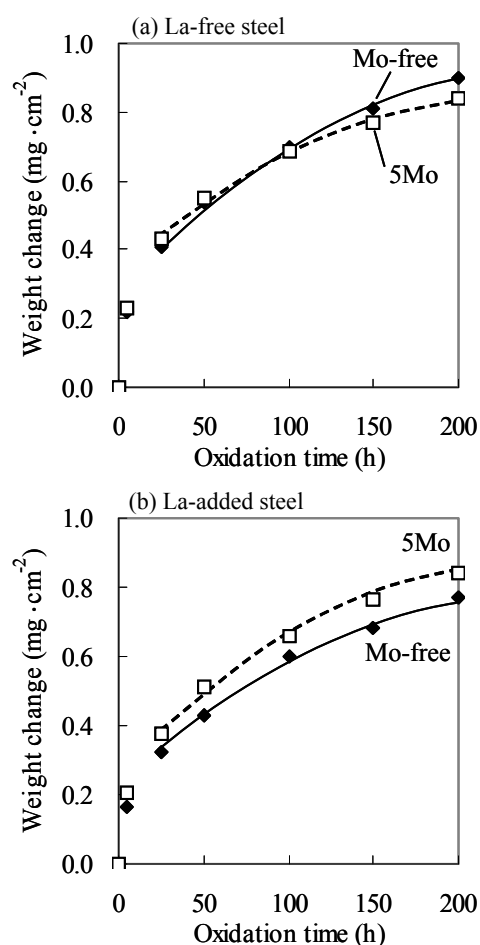 (a) La-free steel
1.0
0.8
0.6
0.4
0.2
0.0
Weight change (mg·cm-2)
Mo-free
5Mo
0 50 100 150 200
Oxidation time (h)
(b) La-added steel
1.0
0.8
0.6
0.4
0.2
0.0
Weight change (mg·cm-2)
5Mo
Mo-free
0 50 100 150 200
Oxidation time (h)